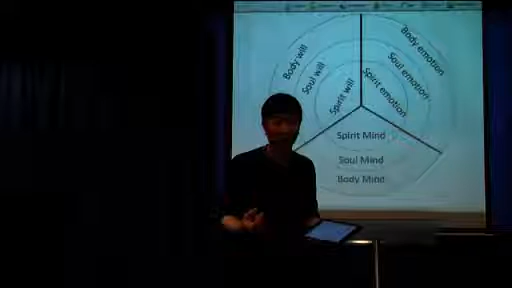 Body will
Soul will
Spirit will
Body emotion
Soul emotion
Spirit emotion
Spirit Mind
Soul Mind
Body Mind